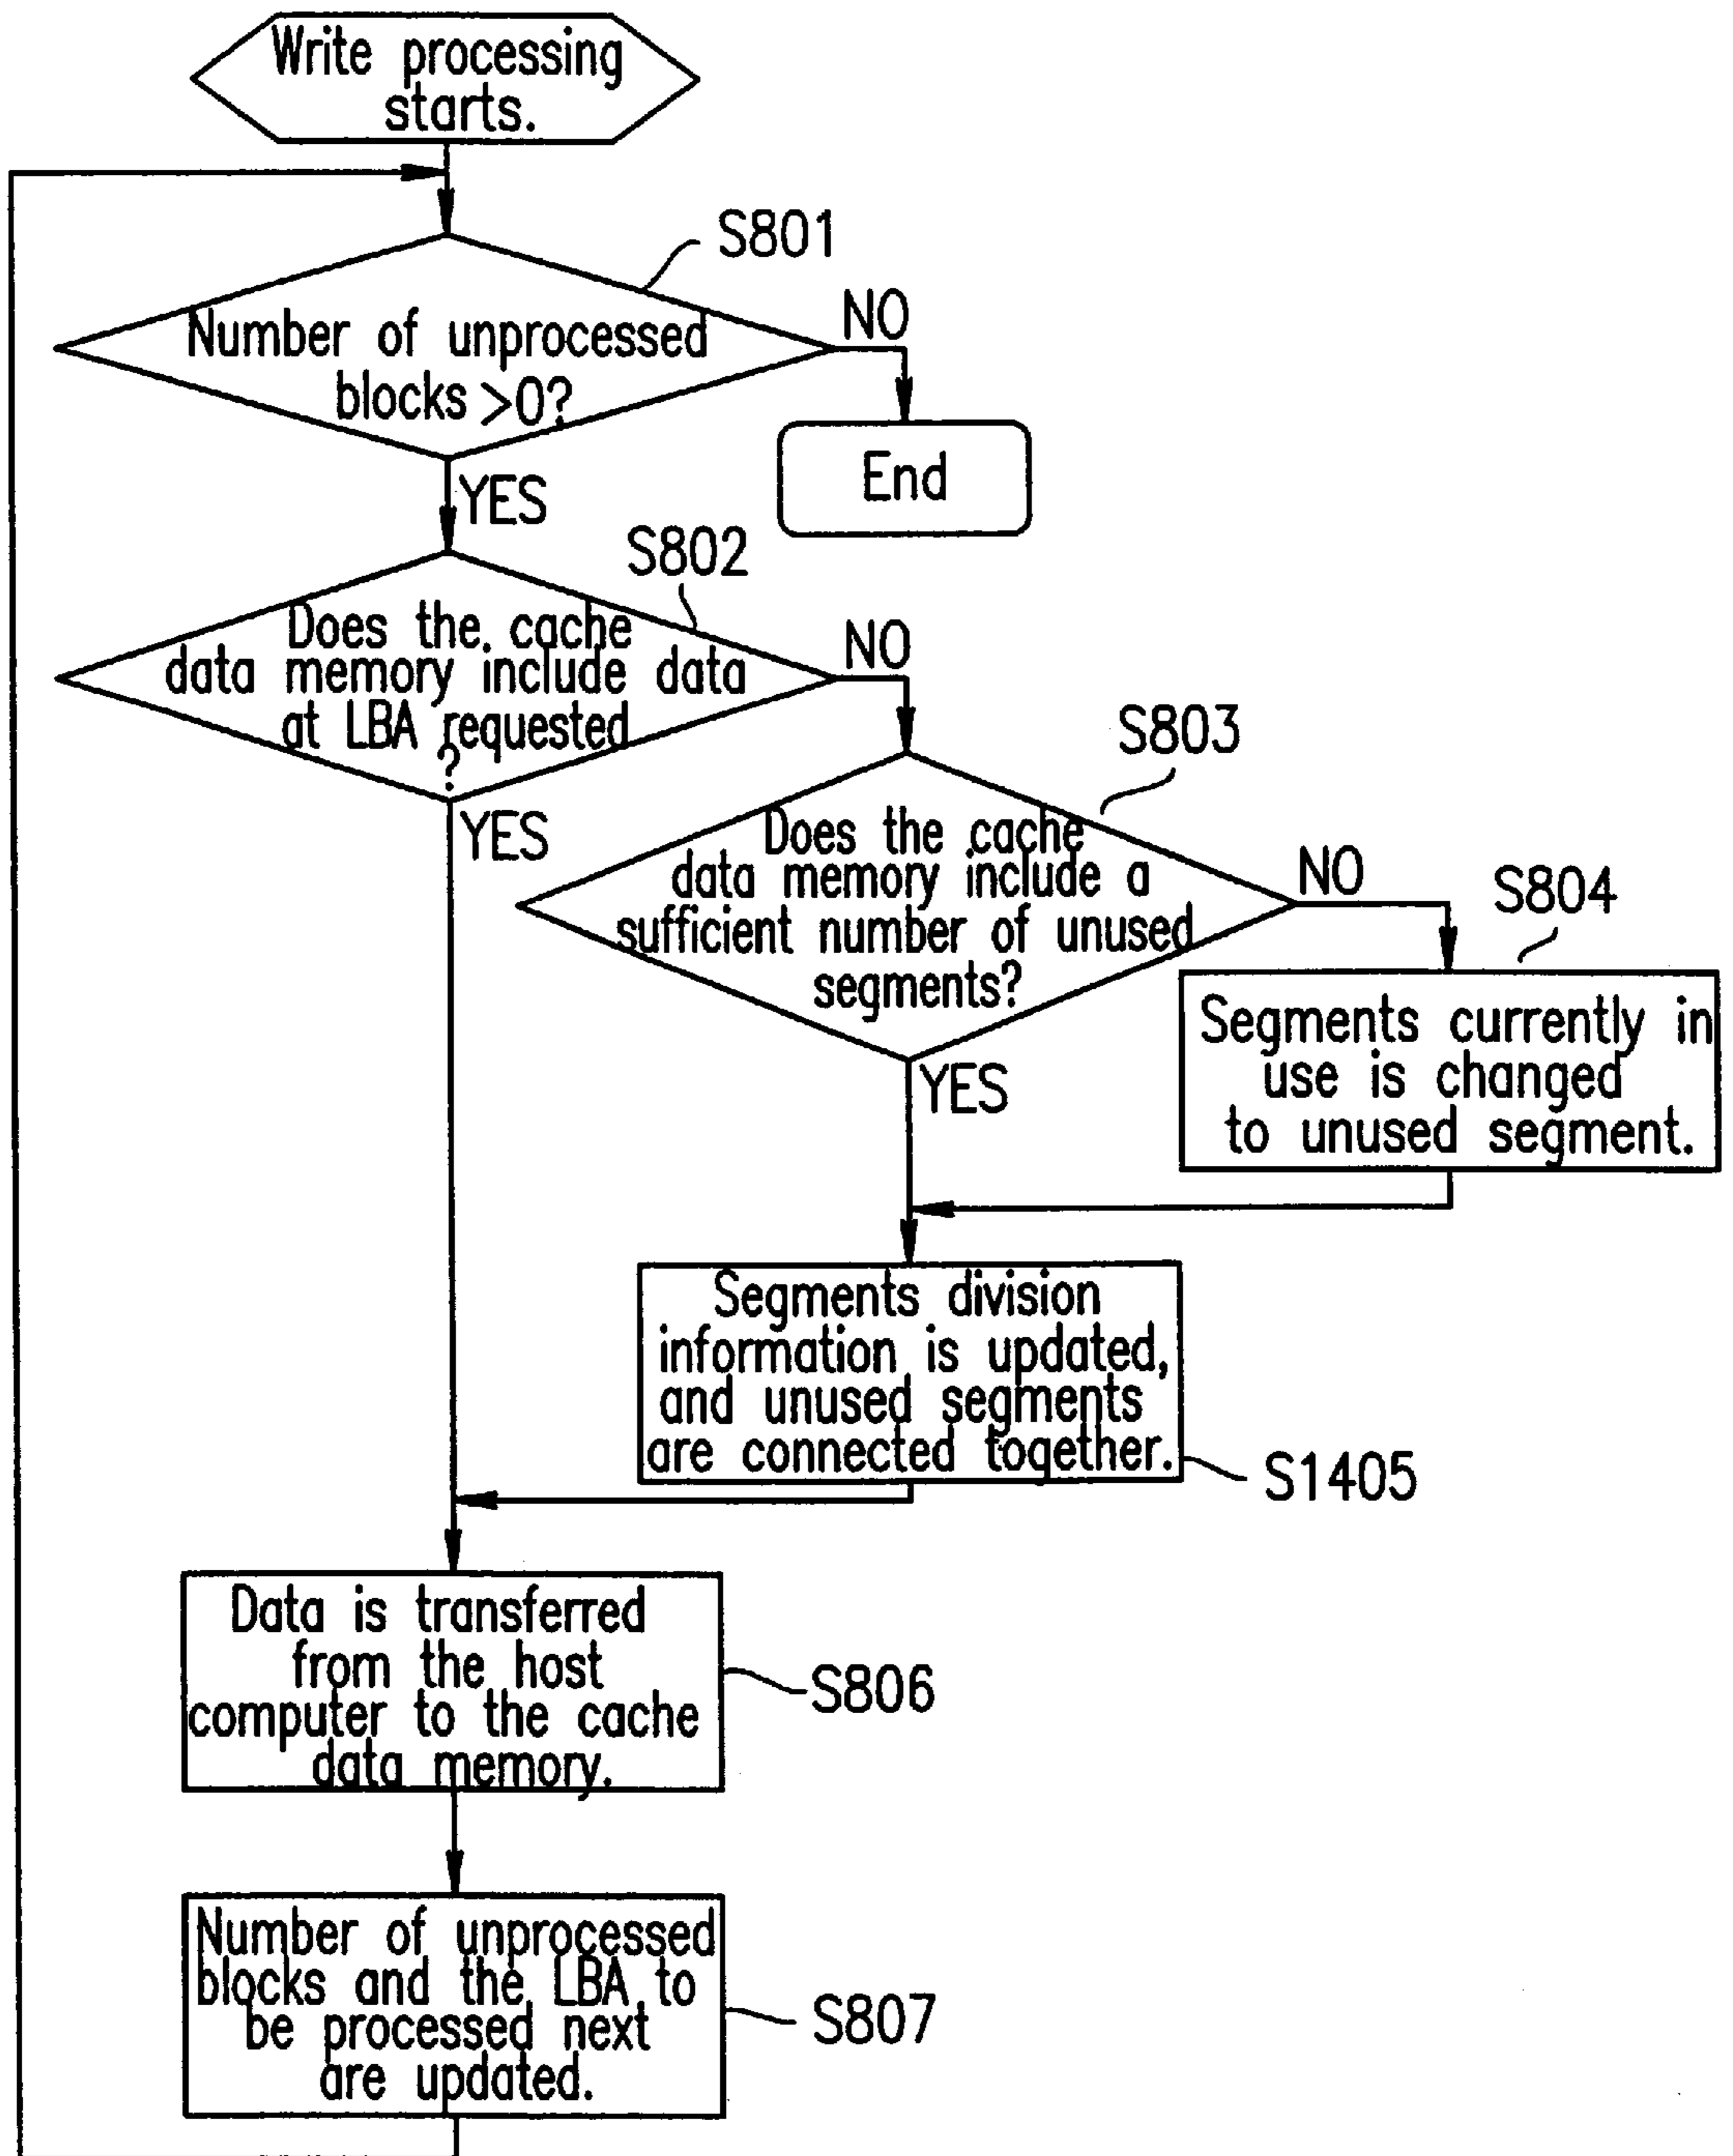 Write processing
starts.
S801
Number of unprocessed
blocks >0?
NO
End
YES
S802
Does the cache
data memory include data
at LBA requested
?
NO
YES
S803
Does the cache
data memory include a
sufficient number of unused
segments?
NO
YES
S804
Segments currently in
use is changed
to unused segment.
Segments division
information is updated,
and unused segments
are connected together.
S1405
Data is transferred
from the host
computer to the cache
data memory.
S806
Number of unprocessed
blocks and the LBA to
be processed next
are updated.
S807